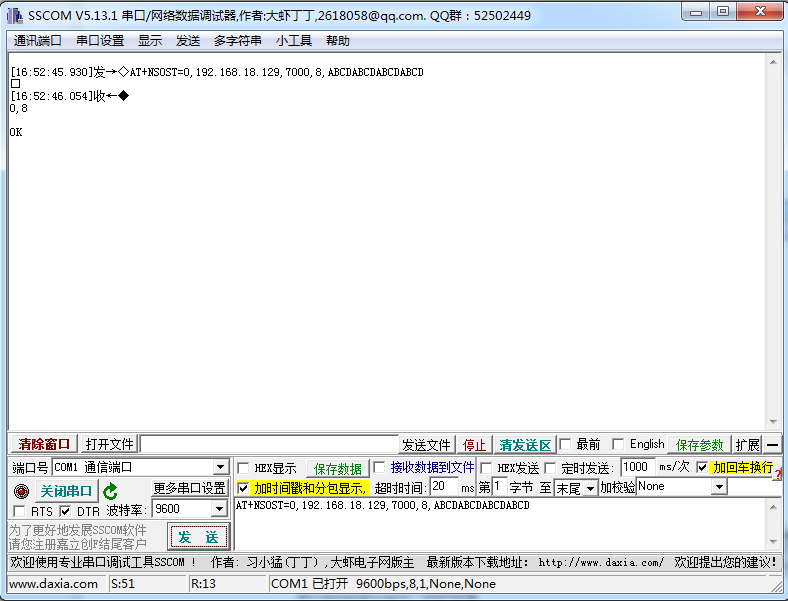 SSCOM V5.13.1 串口/网络数据调试器,作者:大虾丁丁,2618058@qq.com. QQ群：52502449
通讯端口 串口设置 显示 发送 多字符串 小工具 帮助
[16:52:45.930]发→◇AT+NSOST=0,192.168.18.129,7000,8,ABCDABCDABCDABCD
□
[16:52:46.054]收←◆
0,8
OK
清除窗口 打开文件 发送文件 停止 清发送区 最前 English 保存参数 扩展 —
端口号 COM1 通信端口 HEX显示 保存数据 接收数据到文件 HEX发送 定时发送: 1000 ms/次 加回车换行 ?
关闭串口 更多串口设置 加时间戳和分包显示, 超时时间: 20 ms 第 1 字节 至 末尾 加校验 None
RTS DTR 波特率: 9600 AT+NSOST=0,192.168.18.129,7000,8,ABCDABCDABCDABCD
为了更好地发展SSCOM软件
请您注册嘉立创F结尾客户
发 送
欢迎使用专业串口调试工具SSCOM ！ 作者：习小猛(丁丁),大虾电子网版主 最新版本下载地址： http://www.daxia.com/ 欢迎提出您的建议!
www.daxia.com S:51 R:13 COM1 已打开 9600bps,8,1,None,None